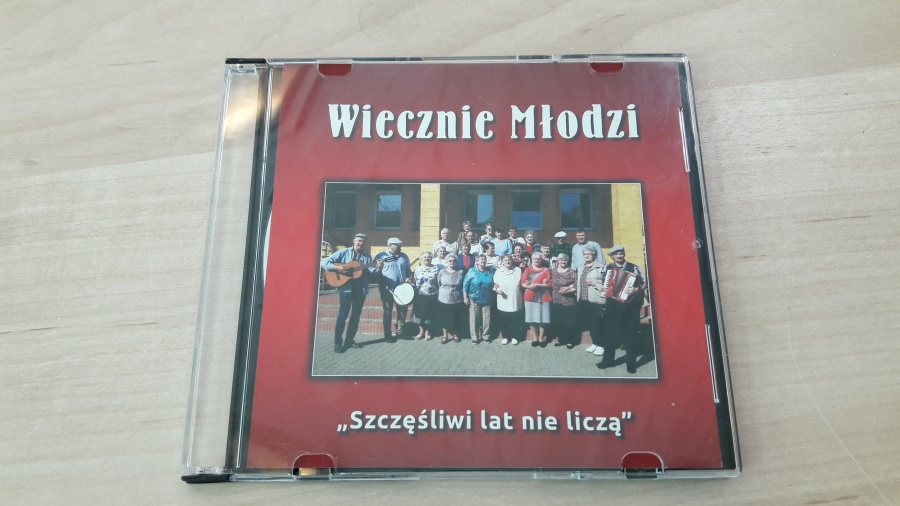 Wiecznie Młodzi
„Szczęśliwi lat nie liczą”